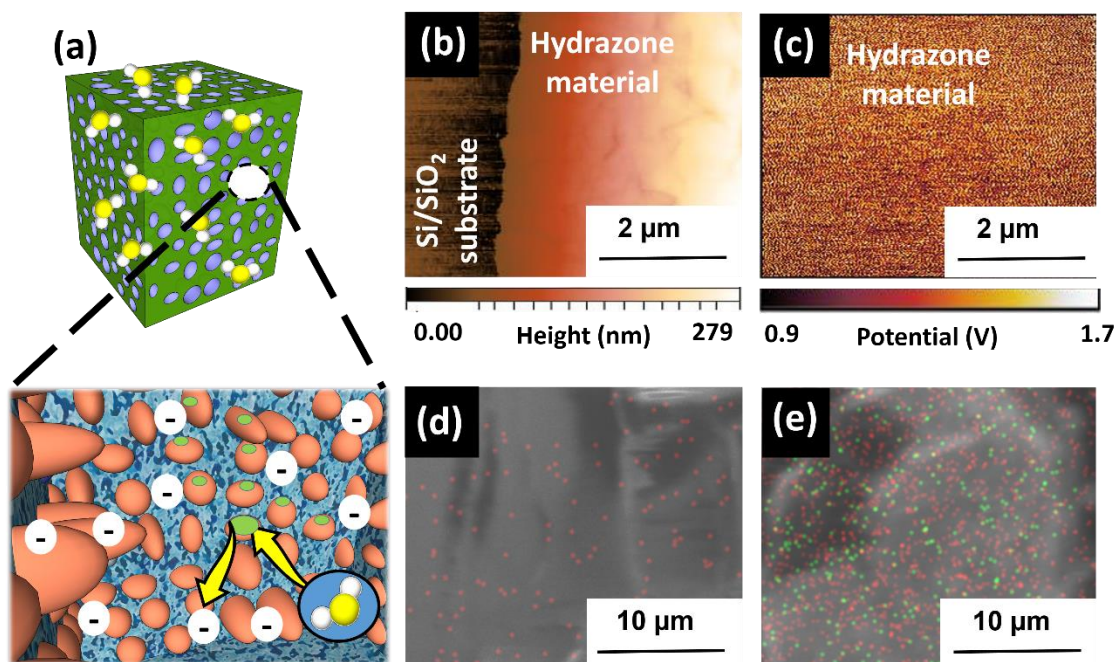 (a)
(b)
Hydrazone
material
Si/SiO₂
substrate
2 µm
0.00 Height (nm) 279
(c)
Hydrazone
material
2 µm
0.9 Potential (V) 1.7
- - - - - - - - - -
(d)
10 µm
(e)
10 µm